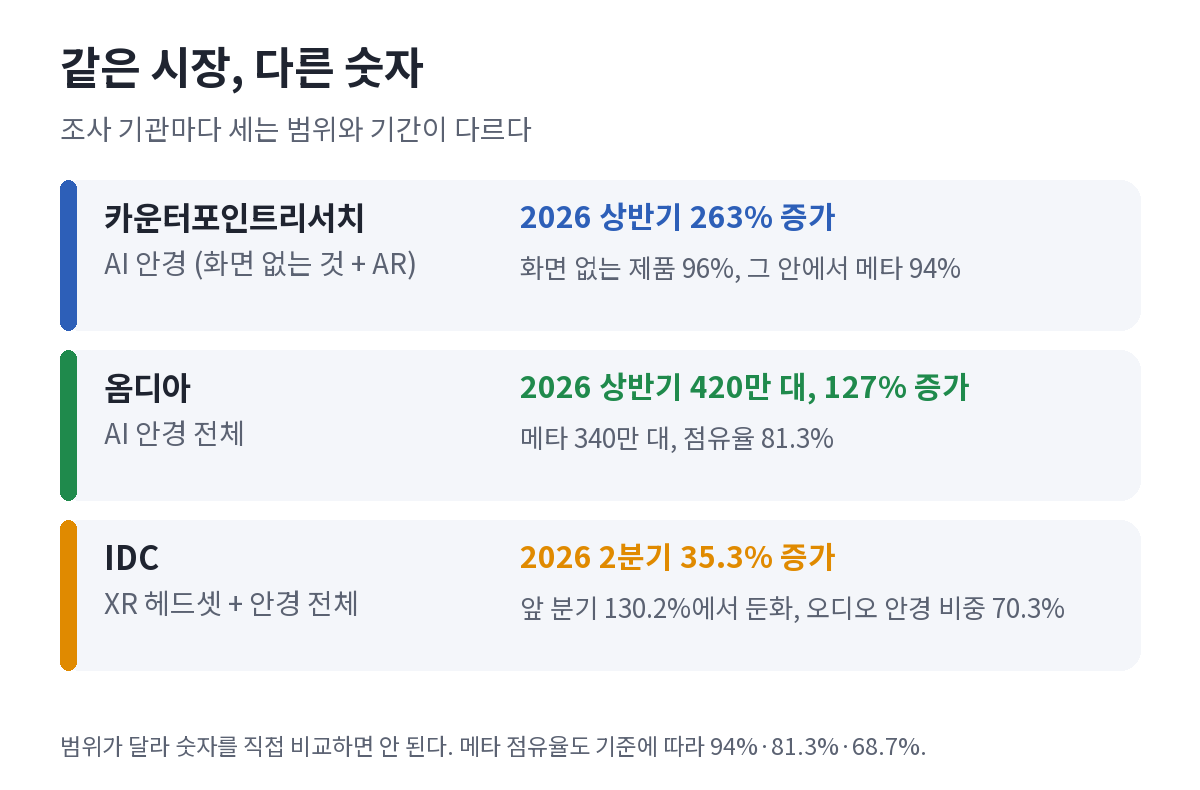 같은 시장, 다른 숫자
조사 기관마다 세는 범위와 기간이 다르다
카운터포인트리서치
AI 안경 (화면 없는 것 + AR)
2026 상반기 263% 증가
화면 없는 제품 96%, 그 안에서 메타 94%
옴디아
AI 안경 전체
2026 상반기 420만 대, 127% 증가
메타 340만 대, 점유율 81.3%
IDC
XR 헤드셋 + 안경 전체
2026 2분기 35.3% 증가
앞 분기 130.2%에서 둔화, 오디오 안경 비중 70.3%
범위가 달라 숫자를 직접 비교하면 안 된다. 메타 점유율도 기준에 따라 94%·81.3%·68.7%.